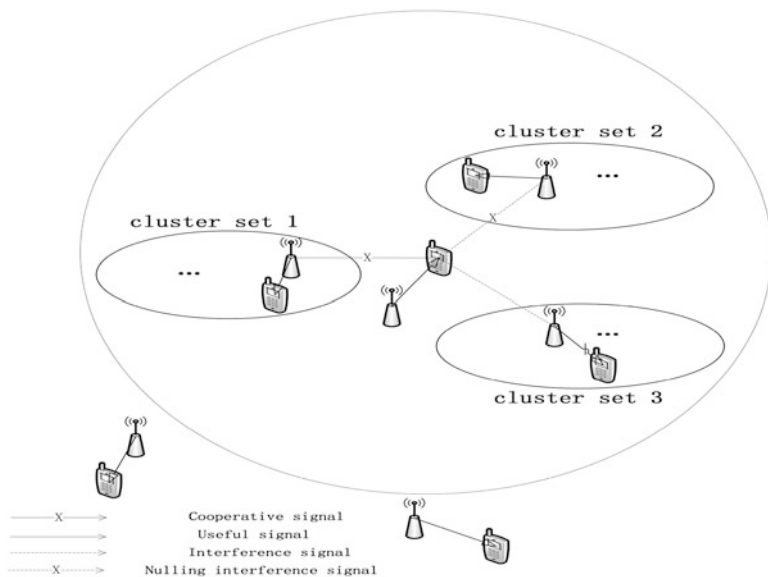 cluster set 2
...
cluster set 1
X
X
...
...
cluster set 3
X Cooperative signal
Useful signal
Interference signal
X Nulling interference signal